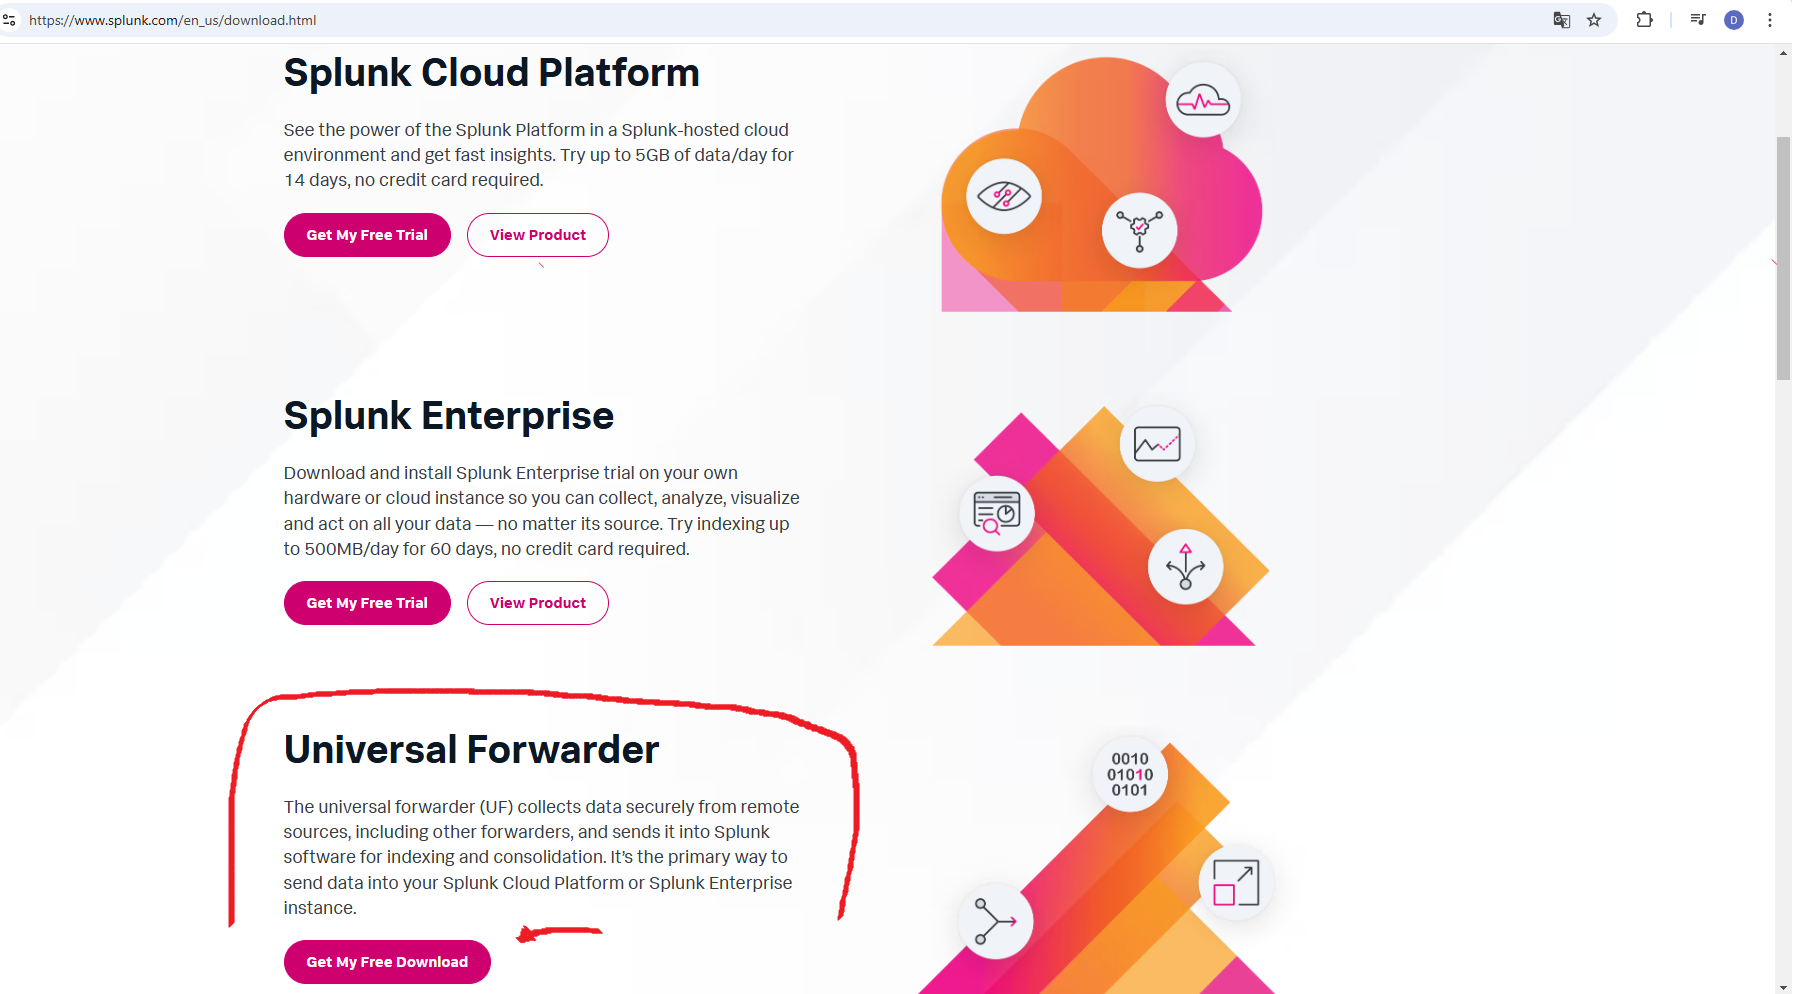 https://www.splunk.com/en_us/download.html
D
Splunk Cloud Platform
See the power of the Splunk Platform in a Splunk-hosted cloud
environment and get fast insights. Try up to 5GB of data/day for
14 days, no credit card required.
Get My Free Trial
View Product
Splunk Enterprise
Download and install Splunk Enterprise trial on your own
hardware or cloud instance so you can collect, analyze, visualize
and act on all your data — no matter its source. Try indexing up
to 500MB/day for 60 days, no credit card required.
Get My Free Trial
View Product
Universal Forwarder
The universal forwarder (UF) collects data securely from remote
sources, including other forwarders, and sends it into Splunk
software for indexing and consolidation. It’s the primary way to
send data into your Splunk Cloud Platform or Splunk Enterprise
instance.
Get My Free Download
0010
01010
0101